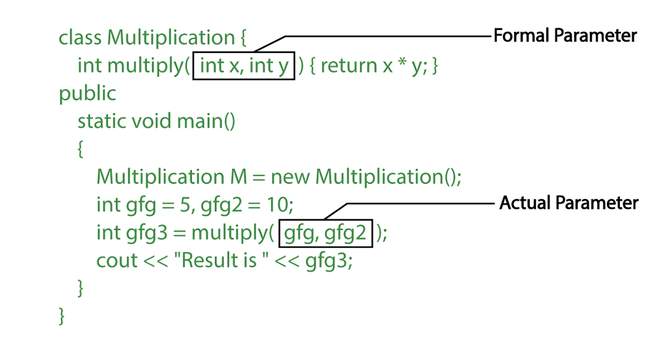 class Multiplication {
Formal Parameter
int multiply( int x, int y ) { return x * y; }
public
static void main()
{
Multiplication M = new Multiplication();
int gfg = 5, gfg2 = 10;
Actual Parameter
int gfg3 = multiply( gfg, gfg2 );
cout << "Result is " << gfg3;
}
}